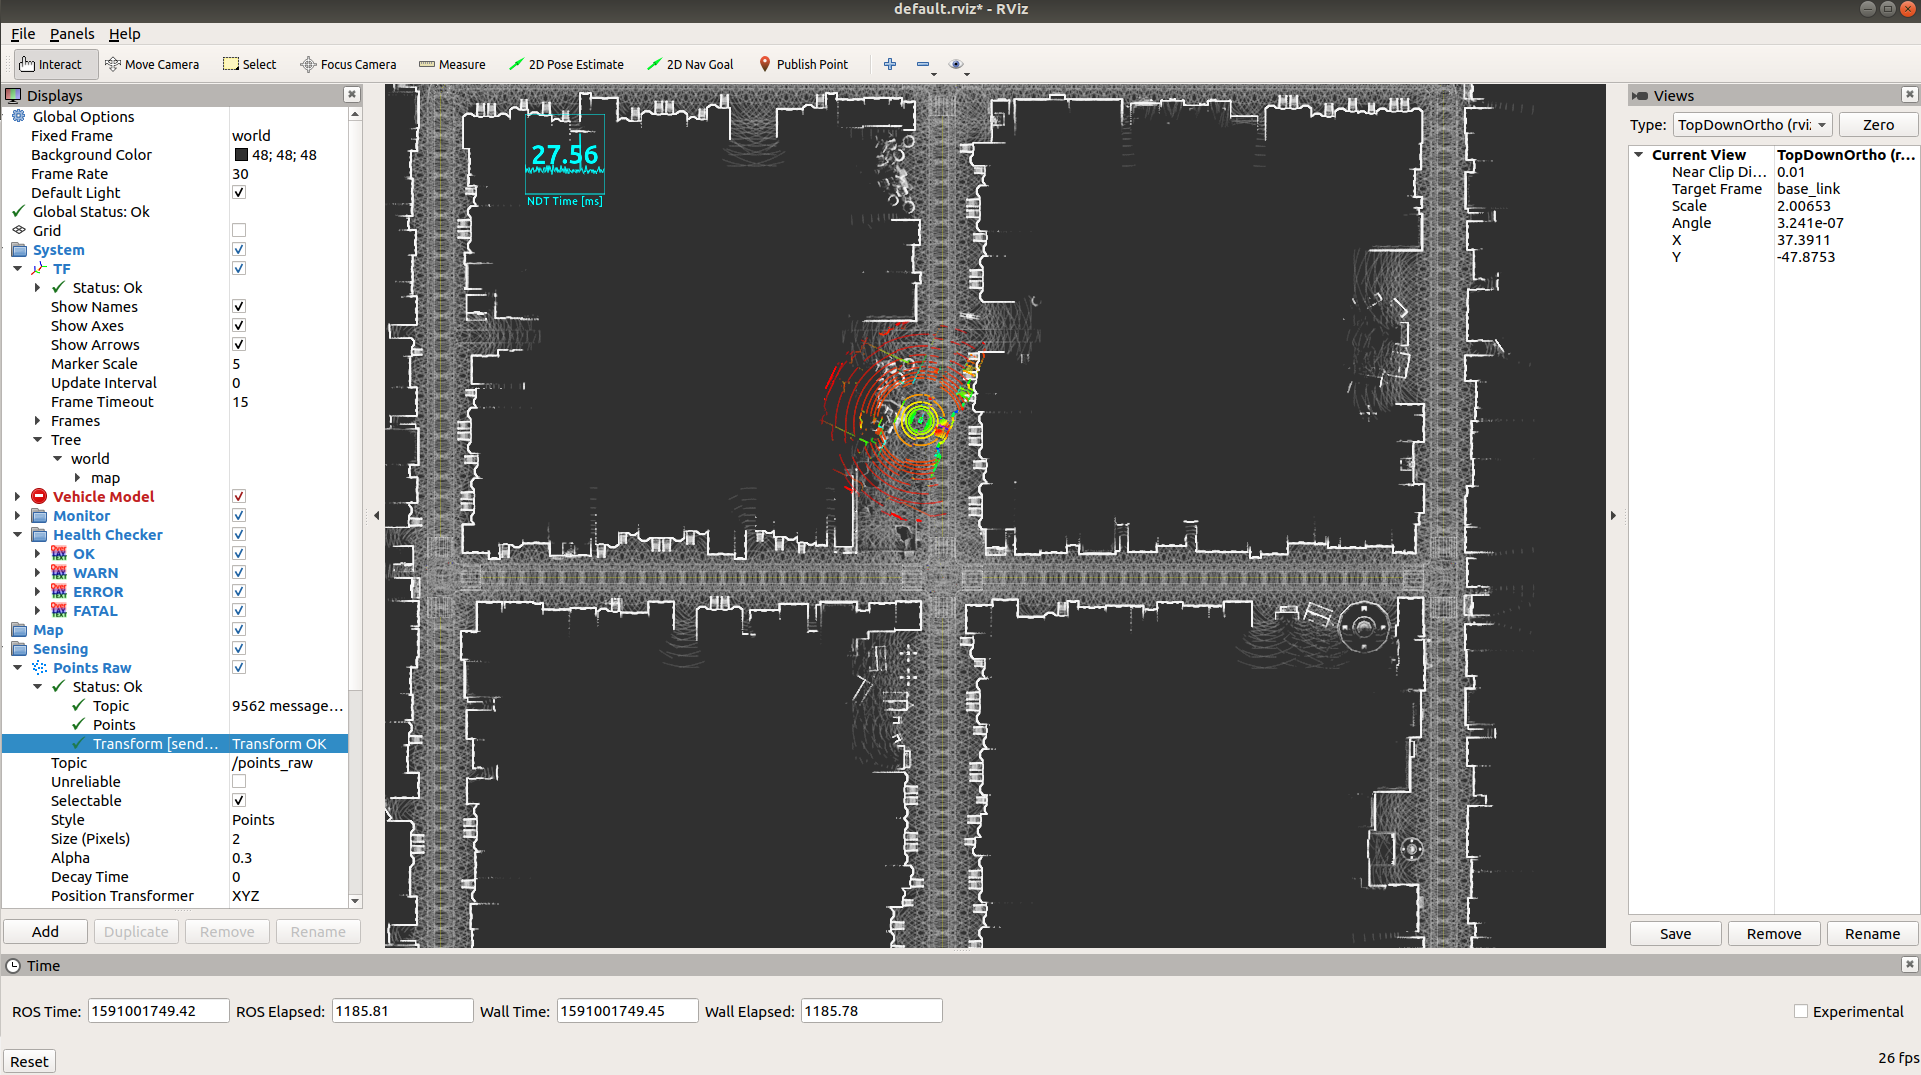 default.rviz* - RViz
File Panels Help
Interact Move Camera Select Focus Camera Measure 2D Pose Estimate 2D Nav Goal Publish Point
Displays
Global Options
Fixed Frame world
Background Color 48; 48; 48
Frame Rate 30
Default Light
Global Status: Ok
Grid
System
TF
Status: Ok
Show Names
Show Axes
Show Arrows
Marker Scale 5
Update Interval 0
Frame Timeout 15
Frames
Tree
world
map
Vehicle Model
Monitor
Health Checker
OK
WARN
ERROR
FATAL
Map
Sensing
Points Raw
Status: Ok
Topic 9562 message...
Points
Transform [send... Transform OK
Topic /points_raw
Unreliable
Selectable
Style Points
Size (Pixels) 2
Alpha 0.3
Decay Time 0
Position Transformer XYZ
Add Duplicate Remove Rename
27.56
NDT Time [ms]
Views
Type: TopDownOrtho (rvi: Zero
Current View TopDownOrtho (r...
Near Clip Di... 0.01
Target Frame base_link
Scale 2.00653
Angle 3.241e-07
X 37.3911
Y -47.8753
Save Remove Rename
Time
ROS Time: 1591001749.42 ROS Elapsed: 1185.81 Wall Time: 1591001749.45 Wall Elapsed: 1185.78 Experimental
Reset 26 fps